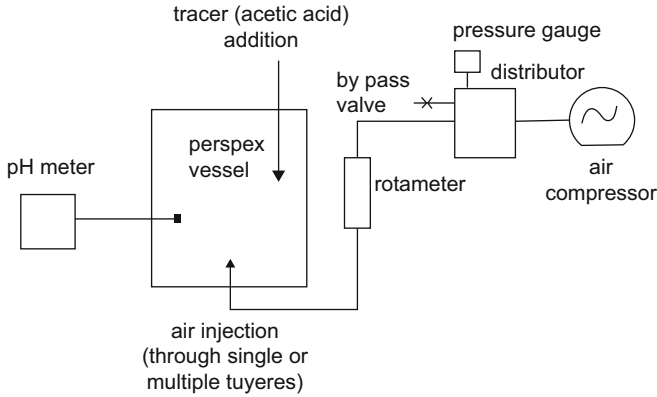 tracer (acetic acid)
addition
pressure gauge
distributor
by pass
valve
perspex
vessel
pH meter
rotameter
air
compressor
air injection
(through single or
multiple tuyeres)